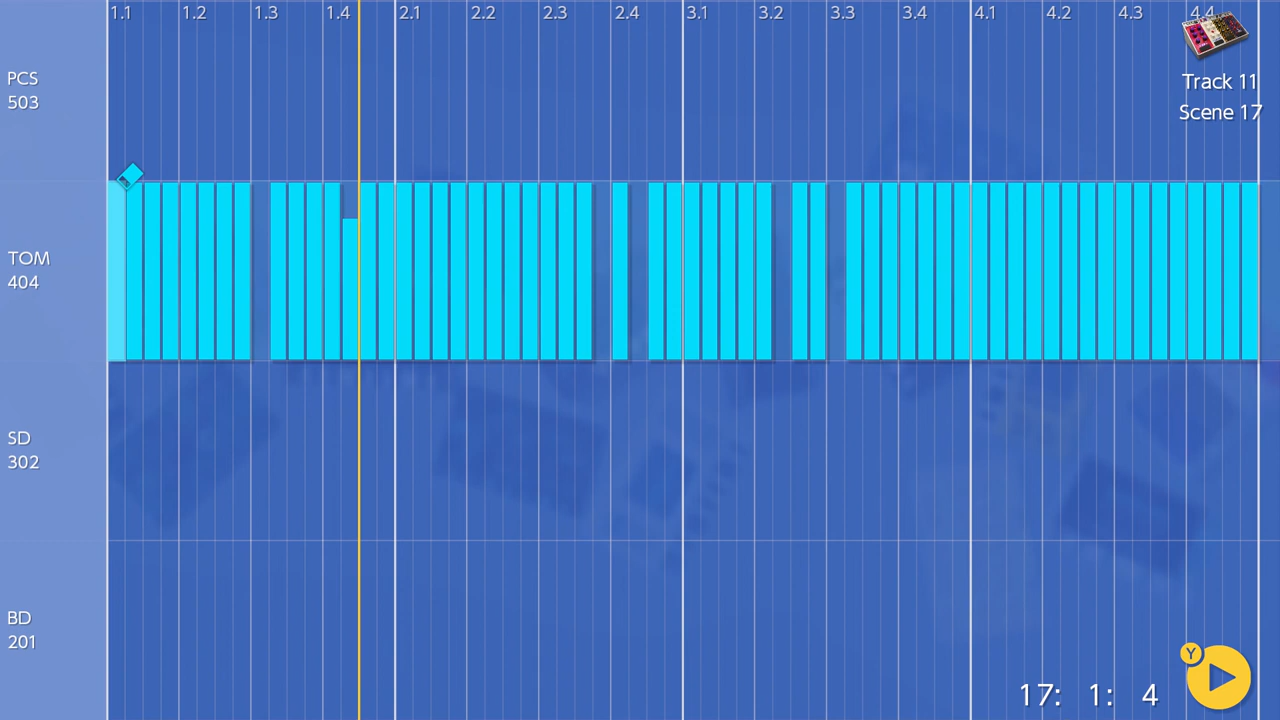 1.1 1.2 1.3 1.4 2.1 2.2 2.3 2.4 3.1 3.2 3.3 3.4 4.1 4.2 4.3 4.4
PCS
503
Track 11
Scene 17
TOM
404
SD
302
BD
201
Y
17: 1: 4